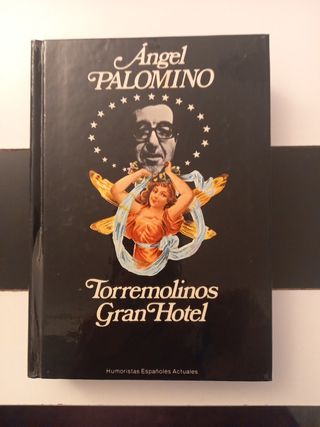 Ángel
PALOMINO
Torremolinos
Gran Hotel
Humoristas Españoles Actuales